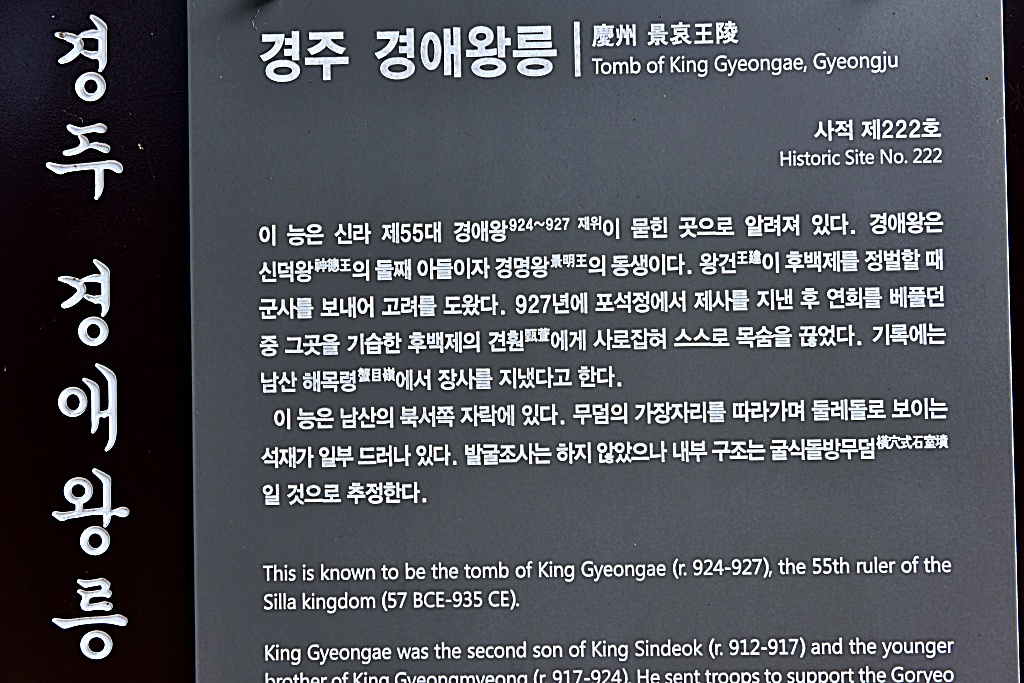 경주 경애왕릉
경주 경애왕릉
慶州 景哀王陵
Tomb of King Gyeongae, Gyeongju
사적 제222호
Historic Site No. 222
이 능은 신라 제55대 경애왕924~927 재위이 묻힌 곳으로 알려져 있다. 경애왕은
신덕왕神德王의 둘째 아들이자 경명왕景明王의 동생이다. 왕건王建이 후백제를 정벌할 때
군사를 보내어 고려를 도왔다. 927년에 포석정에서 제사를 지낸 후 연회를 베풀던
중 그곳을 기습한 후백제의 견훤甄萱에게 사로잡혀 스스로 목숨을 끊었다. 기록에는
남산 해목령蟹目嶺에서 장사를 지냈다고 한다.
이 능은 남산의 북서쪽 자락에 있다. 무덤의 가장자리를 따라가며 둘레돌로 보이는
석재가 일부 드러나 있다. 발굴조사는 하지 않았으나 내부 구조는 굴식돌방무덤橫穴式石室墳
일 것으로 추정한다.
This is known to be the tomb of King Gyeongae (r. 924-927), the 55th ruler of the
Silla kingdom (57 BCE-935 CE).
King Gyeongae was the second son of King Sindeok (r. 912-917) and the younger
brother of King Gyeongmyeong (r. 917-924). He sent troops to support the Goryeo